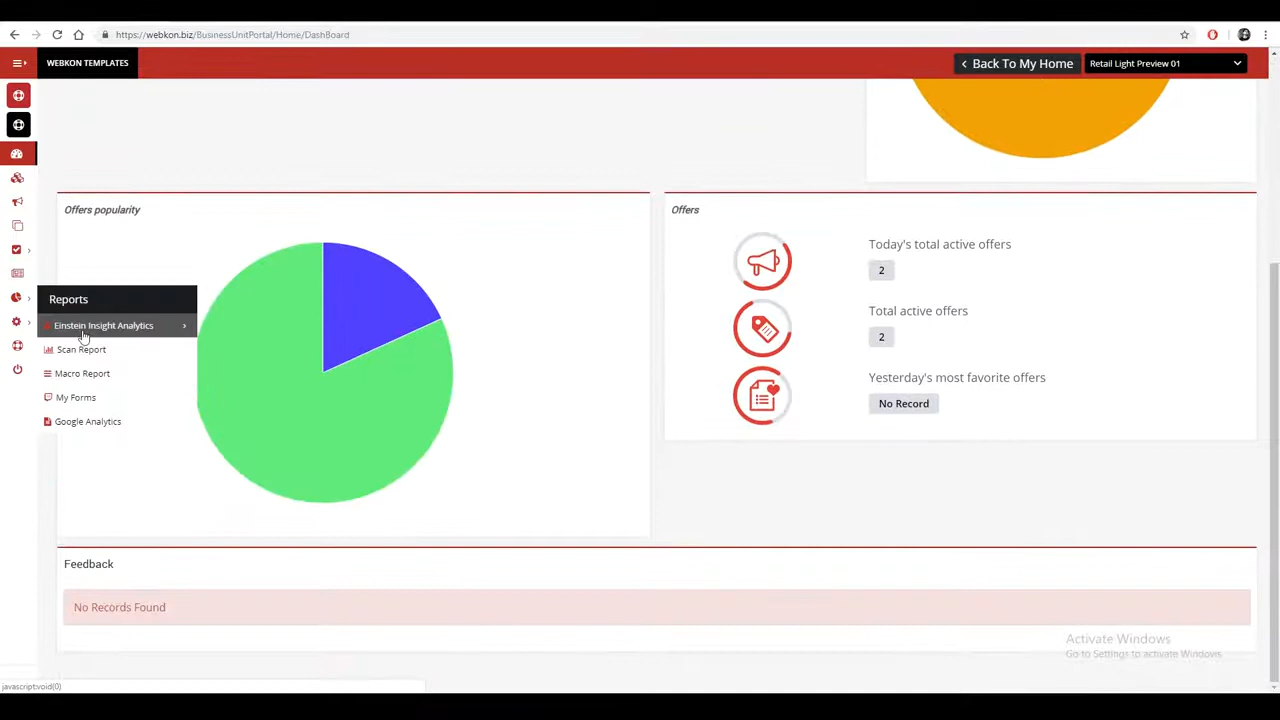 https://webkon.biz/BusinessUnitPortal/Home/DashBoard
WEBKON TEMPLATES
Back To My Home
Retail Light Preview 01
Offers popularity
Offers
Today's total active offers
2
Total active offers
2
Yesterday's most favorite offers
No Record
Reports
Einstein Insight Analytics
Scan Report
Macro Report
My Forms
Google Analytics
Feedback
No Records Found
Activate Windows
Go to Settings to activate Windows.
javascript:void(0)